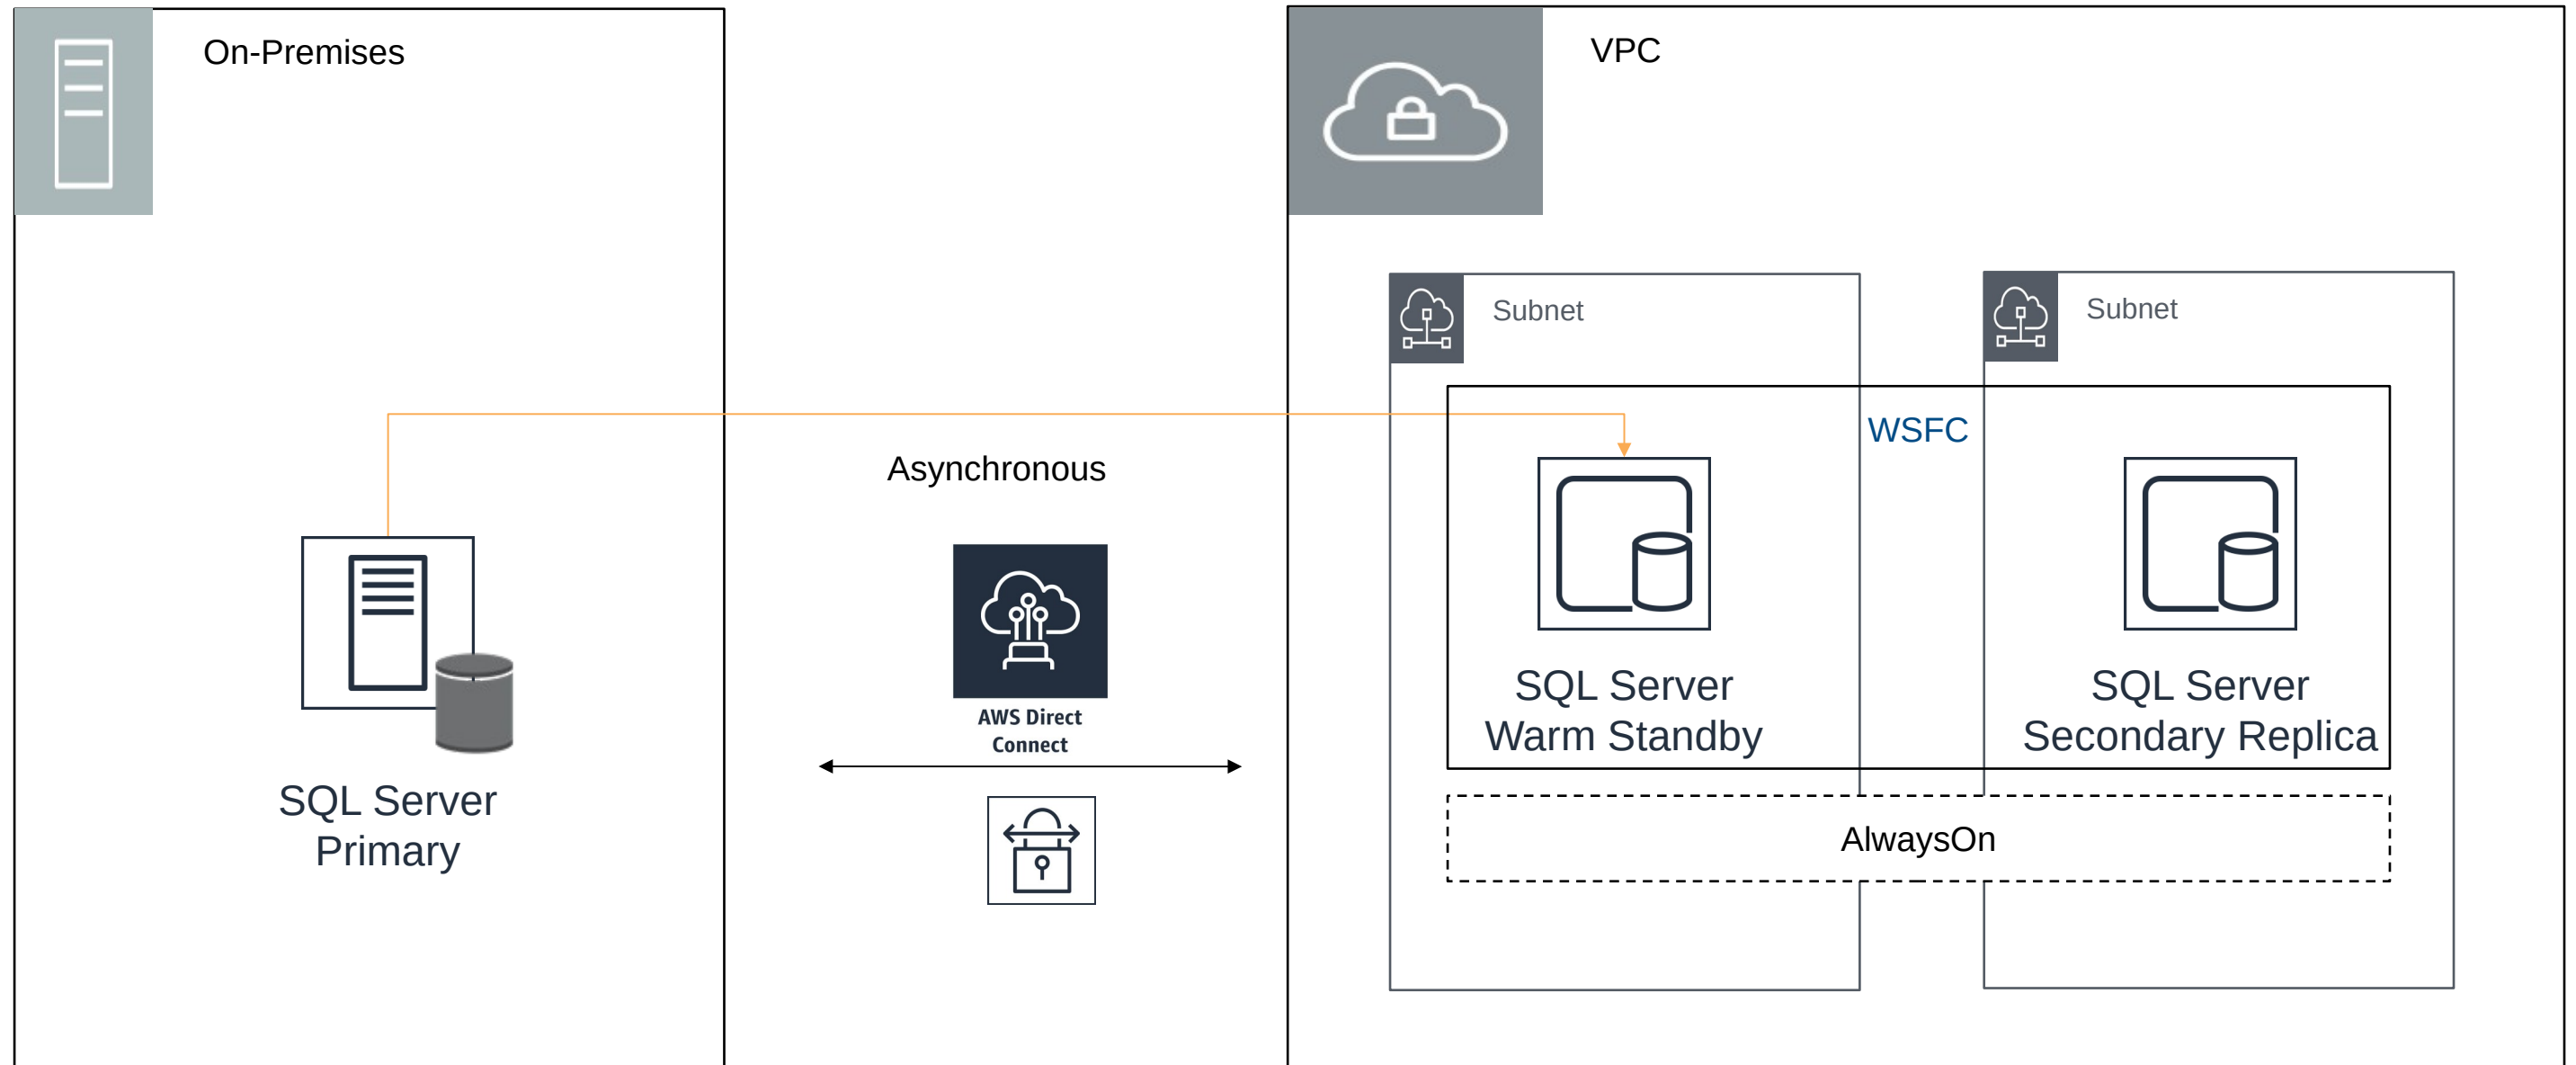 On-Premises
VPC
Subnet
Subnet
WSFC
Asynchronous
AWS Direct
Connect
SQL Server
Primary
SQL Server
Warm Standby
SQL Server
Secondary Replica
AlwaysOn